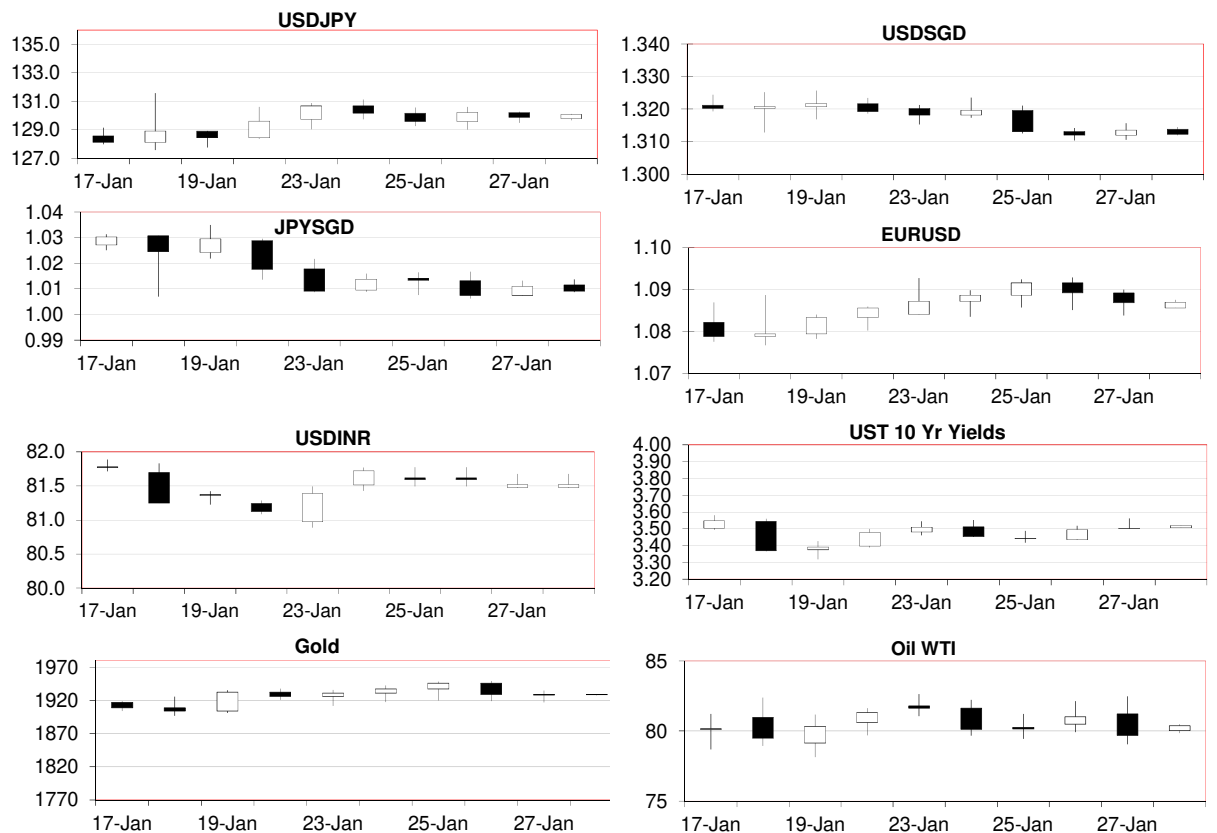 USDJPY
135.0
133.0
131.0
129.0
127.0
17-Jan 19-Jan 23-Jan 25-Jan 27-Jan
USDSGD
1.340
1.330
1.320
1.310
1.300
17-Jan 19-Jan 23-Jan 25-Jan 27-Jan
JPYSGD
1.04
1.03
1.02
1.01
1.00
0.99
17-Jan 19-Jan 23-Jan 25-Jan 27-Jan
EURUSD
1.10
1.09
1.08
1.07
17-Jan 19-Jan 23-Jan 25-Jan 27-Jan
USDINR
82.0
81.5
81.0
80.5
80.0
17-Jan 19-Jan 23-Jan 25-Jan 27-Jan
UST 10 Yr Yields
4.00
3.90
3.80
3.70
3.60
3.50
3.40
3.30
3.20
17-Jan 19-Jan 23-Jan 25-Jan 27-Jan
Gold
1970
1920
1870
1820
1770
17-Jan 19-Jan 23-Jan 25-Jan 27-Jan
Oil WTI
85
80
75
17-Jan 19-Jan 23-Jan 25-Jan 27-Jan